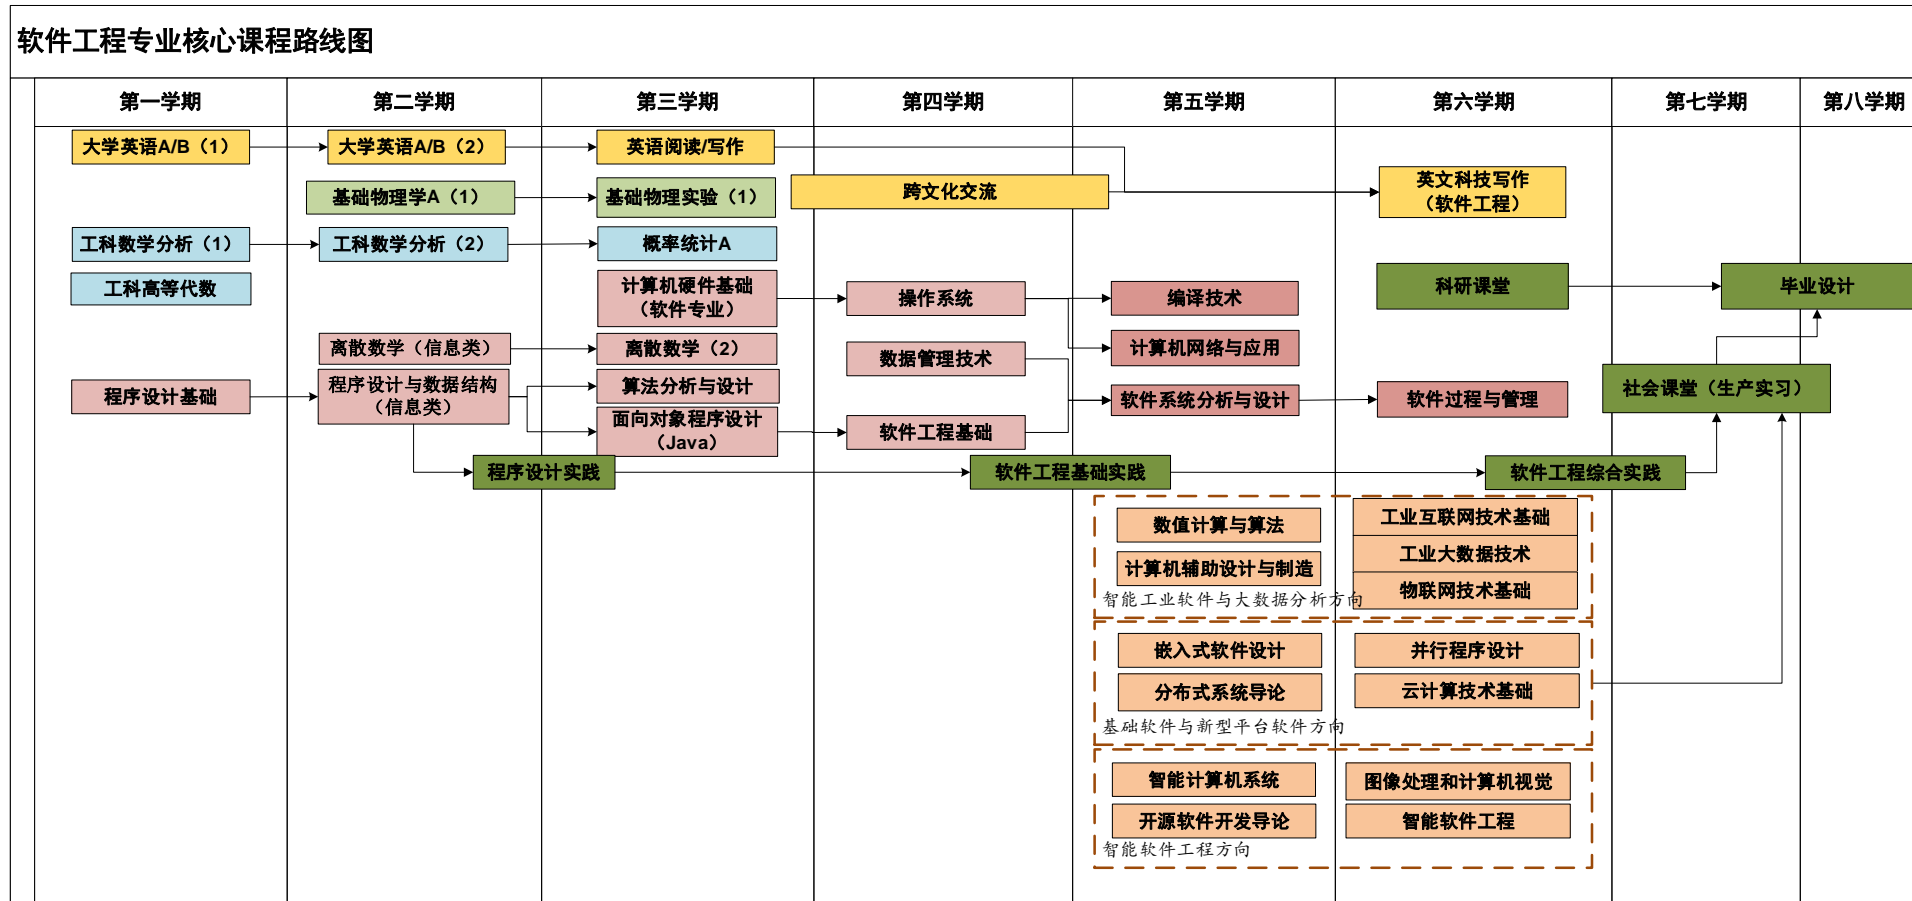 软件工程专业核心课程路线图
第一学期
第二学期
第三学期
第四学期
第五学期
第六学期
第七学期
第八学期
大学英语A/B（1）
大学英语A/B（2）
英语阅读/写作
基础物理学A（1）
基础物理实验（1）
跨文化交流
英文科技写作
（软件工程）
工科数学分析（1）
工科数学分析（2）
概率统计A
工科高等代数
计算机硬件基础
（软件专业）
操作系统
编译技术
科研课堂
毕业设计
离散数学（信息类）
离散数学（2）
数据管理技术
计算机网络与应用
程序设计基础
程序设计与数据结构
（信息类）
算法分析与设计
软件系统分析与设计
软件过程与管理
社会课堂（生产实习）
面向对象程序设计
（Java）
软件工程基础
程序设计实践
软件工程基础实践
软件工程综合实践
数值计算与算法
工业互联网技术基础
计算机辅助设计与制造
工业大数据技术
物联网技术基础
智能工业软件与大数据分析方向
嵌入式软件设计
并行程序设计
分布式系统导论
云计算技术基础
基础软件与新型平台软件方向
智能计算机系统
图像处理和计算机视觉
开源软件开发导论
智能软件工程
智能软件工程方向